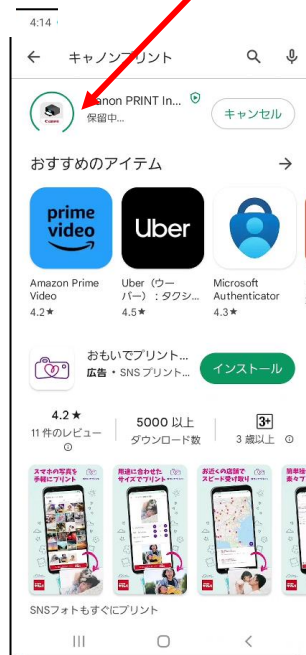 4:14
キャノンプリント
anon PRINT In...
保留中...
キャンセル
Canon
おすすめのアイテム
prime
video
Uber
Amazon Prime
Video
4.2★
Uber（ウー
バー）：タクシ...
4.5★
Microsoft
Authenticator
4.3★
おもいでプリント...
広告・SNS プリント...
インストール
4.2★
11 件のレビュー
5000 以上
ダウンロード数
3+
3 歳以上
スマホの写真を
手軽にプリント
用途に合わせた
サイズでプリント
お近くの店舗で
スピード受け取り
SNSフォトもすぐにプリント